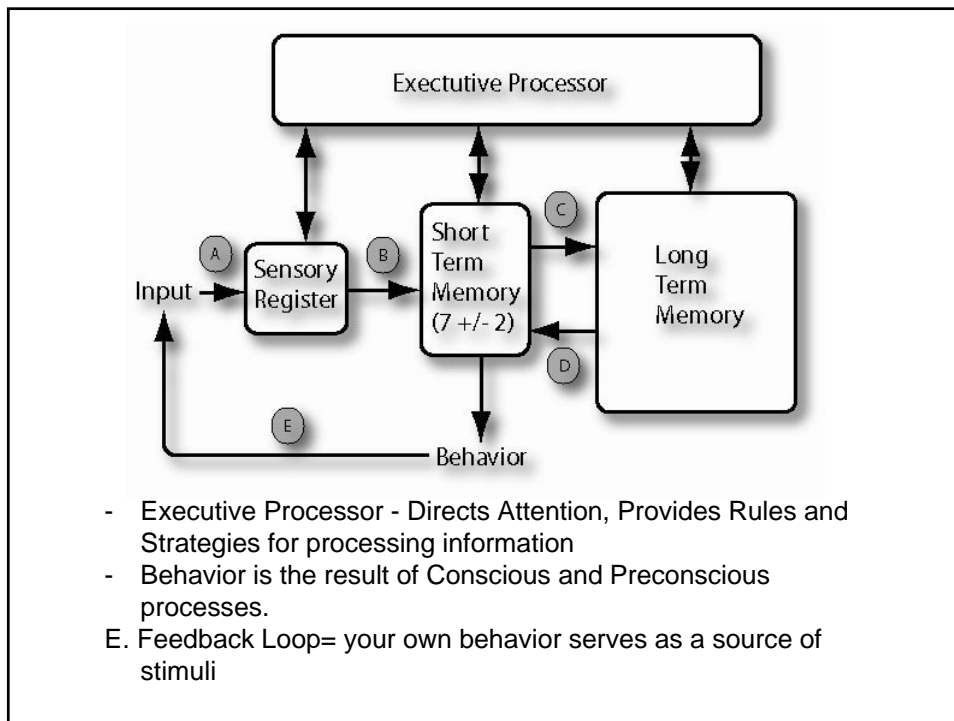 Exectutive Processor
A
Input
Sensory
Register
B
Short
Term
Memory
(7 +/- 2)
C
D
Long
Term
Memory
E
Behavior
- Executive Processor - Directs Attention, Provides Rules and
Strategies for processing information
- Behavior is the result of Conscious and Preconscious
processes.
E. Feedback Loop= your own behavior serves as a source of
stimuli